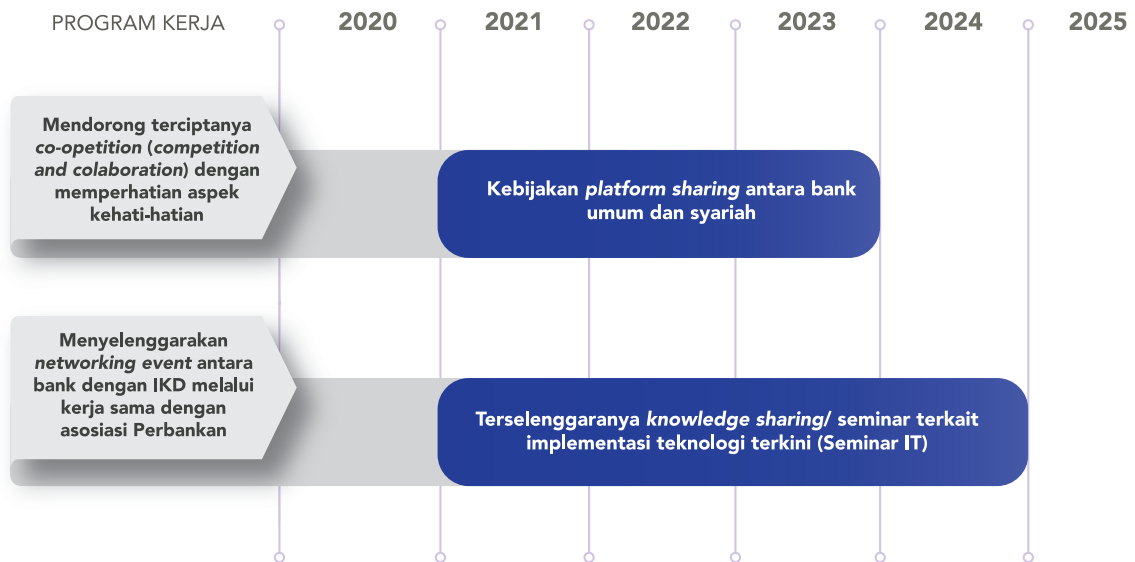 PROGRAM KERJA 2020 2021 2022 2023 2024 2025
Mendorong terciptanya
co-opetition (competition
and colaboration) dengan
memperhatian aspek
kehati-hatian
Kebijakan platform sharing antara bank
umum dan syariah
Menyelenggarakan
networking event antara
bank dengan IKD melalui
kerja sama dengan
asosiasi Perbankan
Terselenggaranya knowledge sharing/ seminar terkait
implementasi teknologi terkini (Seminar IT)